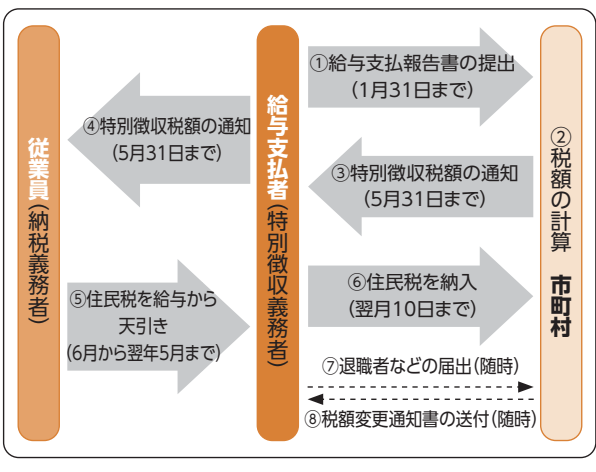 ①給与支払報告書の提出
(1月31日まで)
②税額の計算 市町村
③特別徴収税額の通知
(5月31日まで)
④特別徴収税額の通知
(5月31日まで)
給与支払者(特別徴収義務者)
従業員(納税義務者)
⑤住民税を給与から
天引き
(6月から翌年5月まで)
⑥住民税を納入
(翌月10日まで)
⑦退職者などの届出(随時)
⑧税額変更通知書の送付(随時)